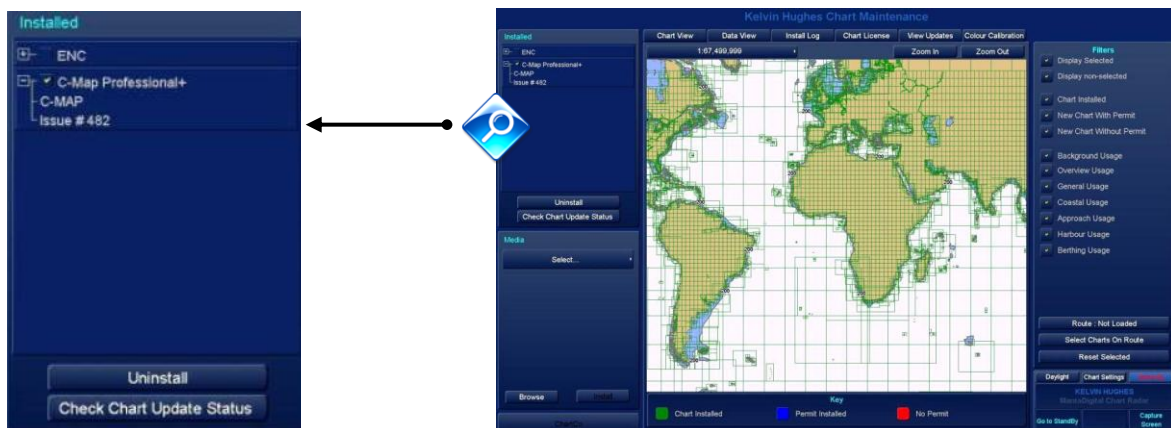 Installed
ENC
C-Map Professional+
C-MAP
Issue # 482
Uninstall
Check Chart Update Status
Kelvin Hughes Chart Maintenance
Installed
ENC
C-Map Professional+
C-MAP
Issue # 482
Uninstall
Check Chart Update Status
Media
Select...
Browse
Install
Chart View
Data View
Install Log
Chart License
View Updates
Colour Calibration
1:67,499,999
Zoom In
Zoom Out
Key
Chart Installed
Permit Installed
No Permit
Filters
Display Selected
Display non-selected
Chart Installed
New Chart With Permit
New Chart Without Permit
Background Usage
Overview Usage
General Usage
Coastal Usage
Approach Usage
Harbour Usage
Berthing Usage
Route : Not Loaded
Select Charts On Route
Reset Selected
Daylight
Chart Settings
KELVIN HUGHES
MantaDigital Chart Radar
Go to StandBy
Capture Screen